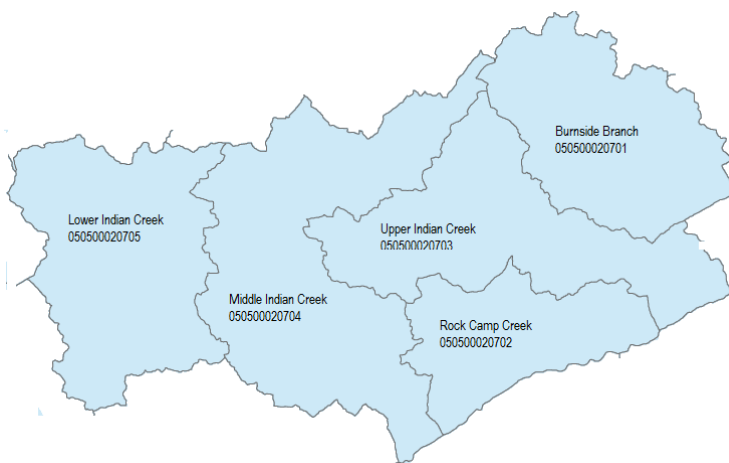 Burnside Branch
050500020701
Lower Indian Creek
050500020705
Upper Indian Creek
050500020703
Middle Indian Creek
050500020704
Rock Camp Creek
050500020702